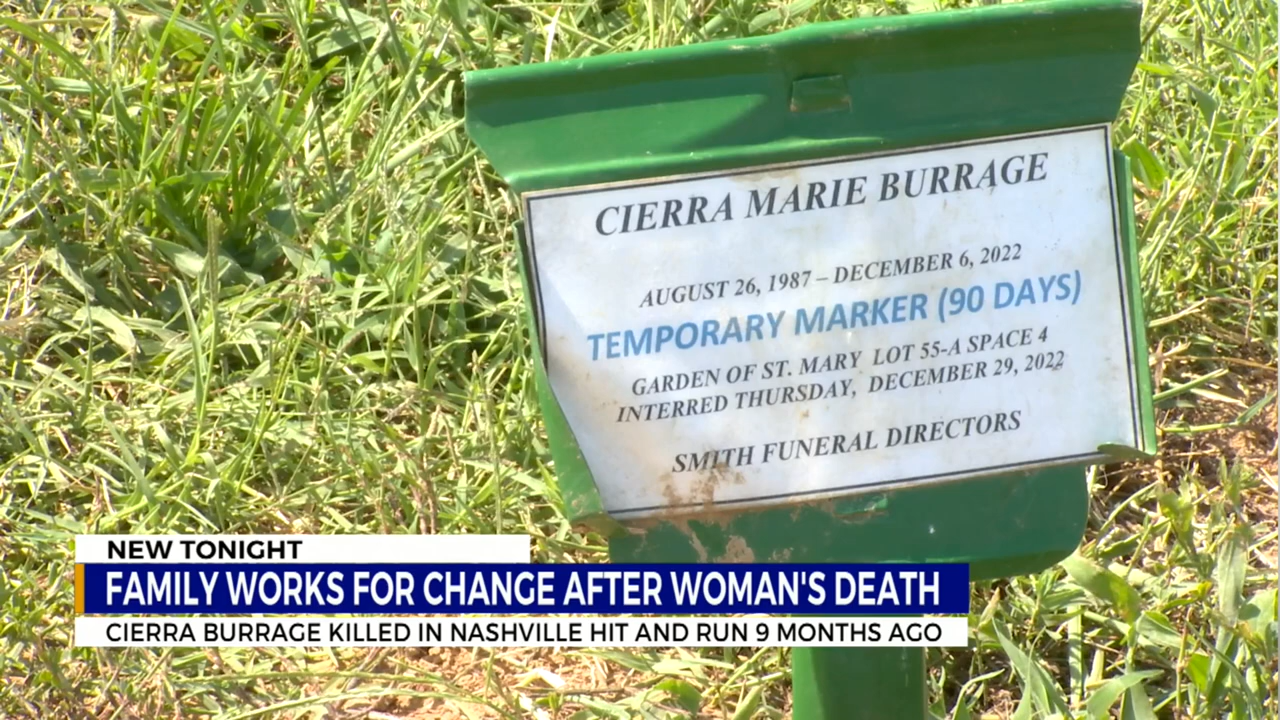 CIERRA MARIE BURRAGE
AUGUST 26, 1987 – DECEMBER 6, 2022
TEMPORARY MARKER (90 DAYS)
GARDEN OF ST. MARY LOT 55-A SPACE 4
INTERRED THURSDAY, DECEMBER 29, 2022
SMITH FUNERAL DIRECTORS
NEW TONIGHT
FAMILY WORKS FOR CHANGE AFTER WOMAN'S DEATH
CIERRA BURRAGE KILLED IN NASHVILLE HIT AND RUN 9 MONTHS AGO